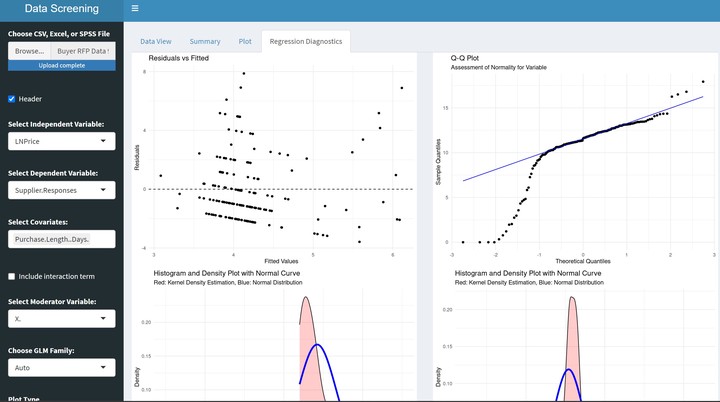 Data Screening
Choose CSV, Excel, or SPSS File
Browse... Buyer RFP Data
Upload complete
Header
Select Independent Variable:
LNPrice
Select Dependent Variable:
Supplier.Responses
Select Covariates:
Purchase.Length..Days.
Include interaction term
Select Moderator Variable:
X.
Choose GLM Family:
Auto
Plot Type
Data View Summary Plot Regression Diagnostics
Residuals vs Fitted
Residuals
8
4
0
-4
3 4 5 6
Fitted Values
Q-Q Plot
Assessment of Normality for Variable
Sample Quantiles
15
10
5
0
-3 -2 -1 0 1 2 3
Theoretical Quantiles
Histogram and Density Plot with Normal Curve
Red: Kernel Density Estimation, Blue: Normal Distribution
Density
0.20
0.15
0.10
Histogram and Density Plot with Normal Curve
Red: Kernel Density Estimation, Blue: Normal Distribution
Density
0.20
0.15
0.10